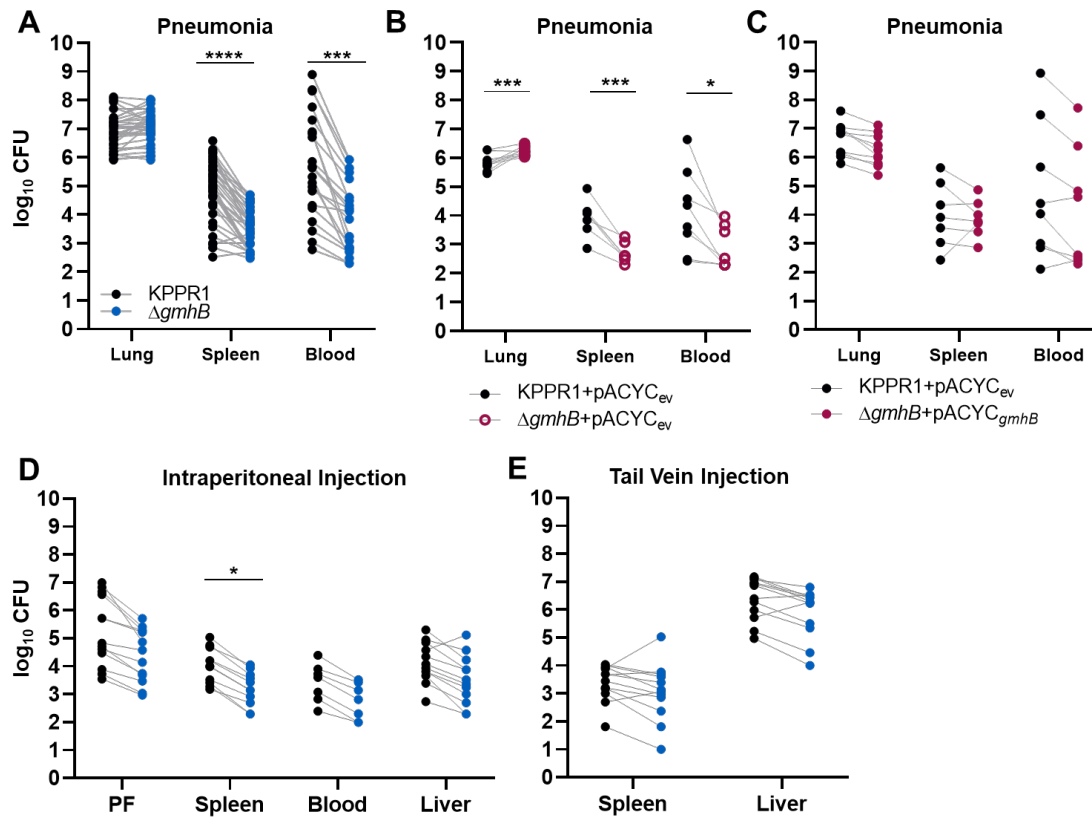 A
Pneumonia
10
9
8
7
6
5
4
3
2
1
0
log10 CFU
**** ***
KPPR1
ΔgmhB
Lung Spleen Blood
B
Pneumonia
10
9
8
7
6
5
4
3
2
1
0
*** *** *
Lung Spleen Blood
KPPR1+pACYCev
ΔgmhB+pACYCev
C
Pneumonia
10
9
8
7
6
5
4
3
2
1
0
Lung Spleen Blood
KPPR1+pACYCev
ΔgmhB+pACYCgmhB
D
Intraperitoneal Injection
10
9
8
7
6
5
4
3
2
1
0
log10 CFU
*
PF Spleen Blood Liver
E
Tail Vein Injection
10
9
8
7
6
5
4
3
2
1
0
Spleen Liver